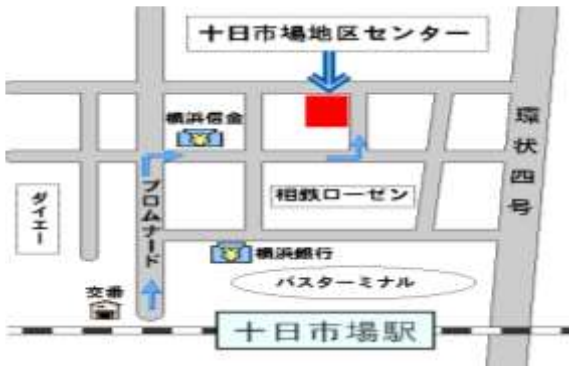 十日市場地区センター
横浜信金
環状四号
ダイエー
プロムナード
相鉄ローゼン
横浜銀行
バスターミナル
交番
十日市場駅